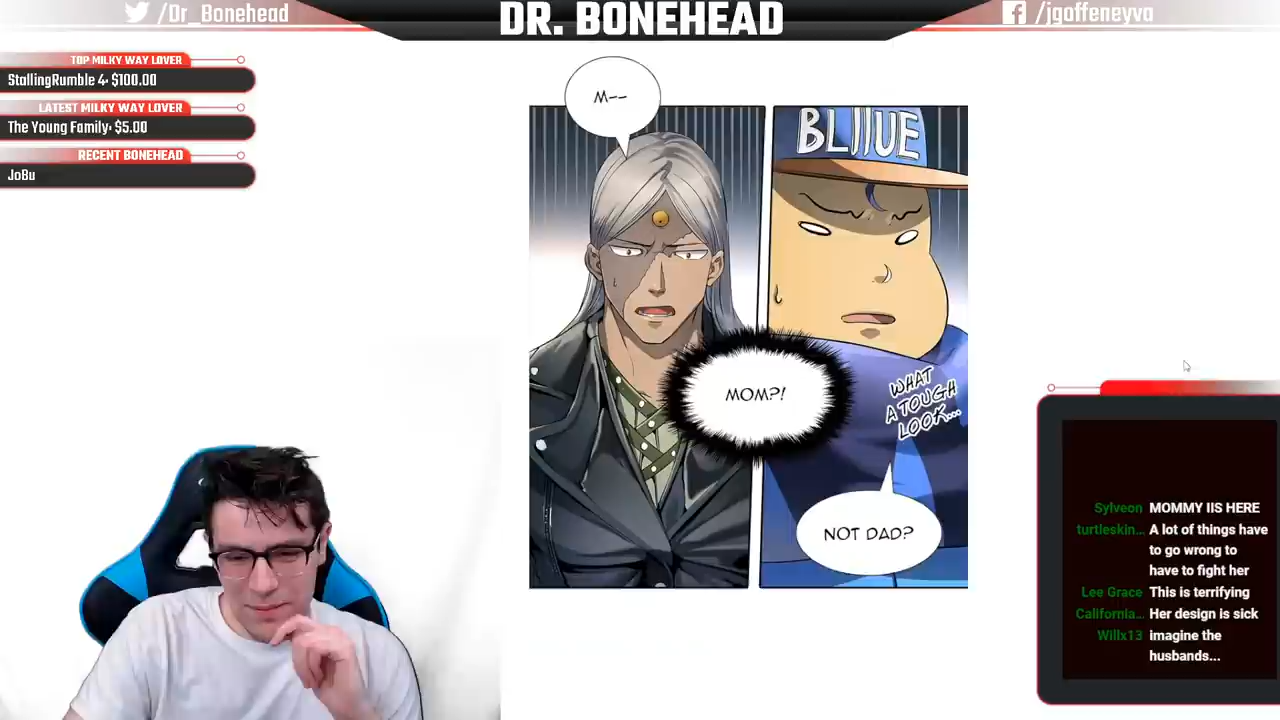 /Dr_Bonehead
DR. BONEHEAD
/jgoffeneyva
TOP MILKY WAY LOVER
StallingRumble 4: $100.00
LATEST MILKY WAY LOVER
The Young Family: $5.00
RECENT BONEHEAD
JoBu
M--
BLIIUE
MOM?!
WHAT
A TOUGH
LOOK...
NOT DAD?
Sylveon MOMMY IIS HERE
turtleskin... A lot of things have
to go wrong to
have to fight her
Lee Grace This is terrifying
California... Her design is sick
Willx13 imagine the
husbands...